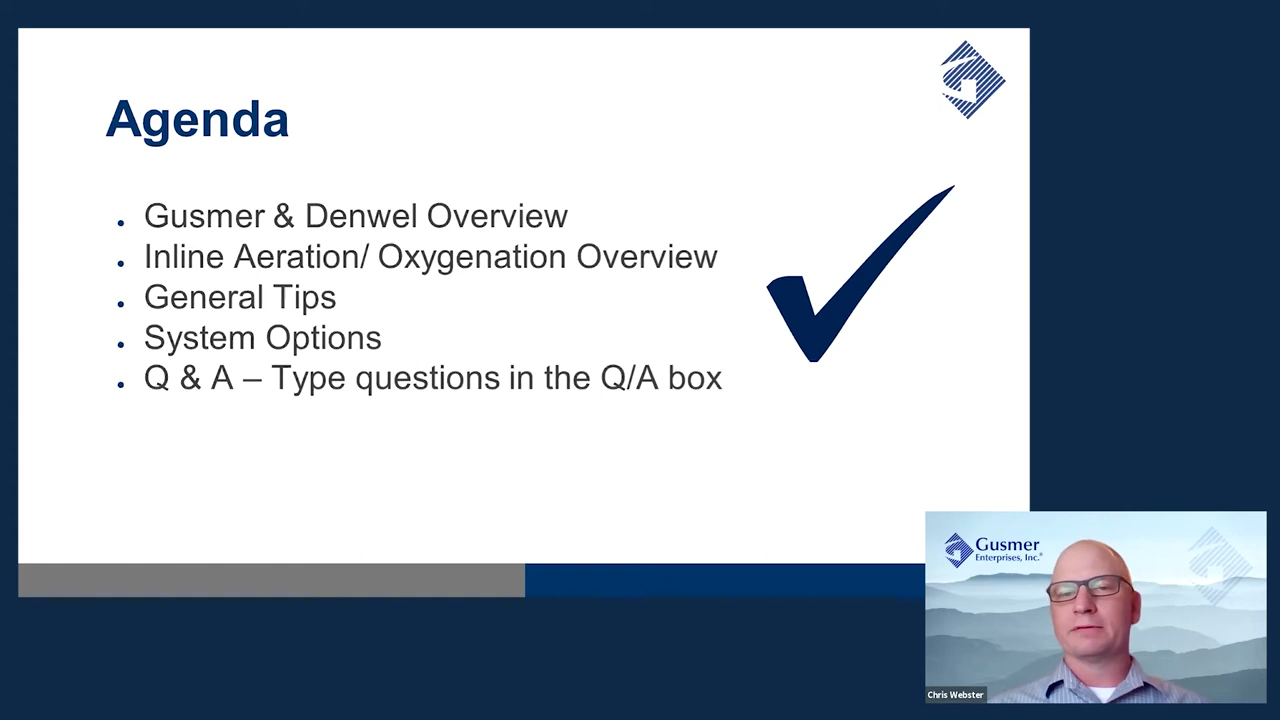 Agenda
Gusmer & Denwel Overview
Inline Aeration/ Oxygenation Overview
General Tips
System Options
Q & A – Type questions in the Q/A box
Gusmer
Enterprises, Inc.®
Chris Webster